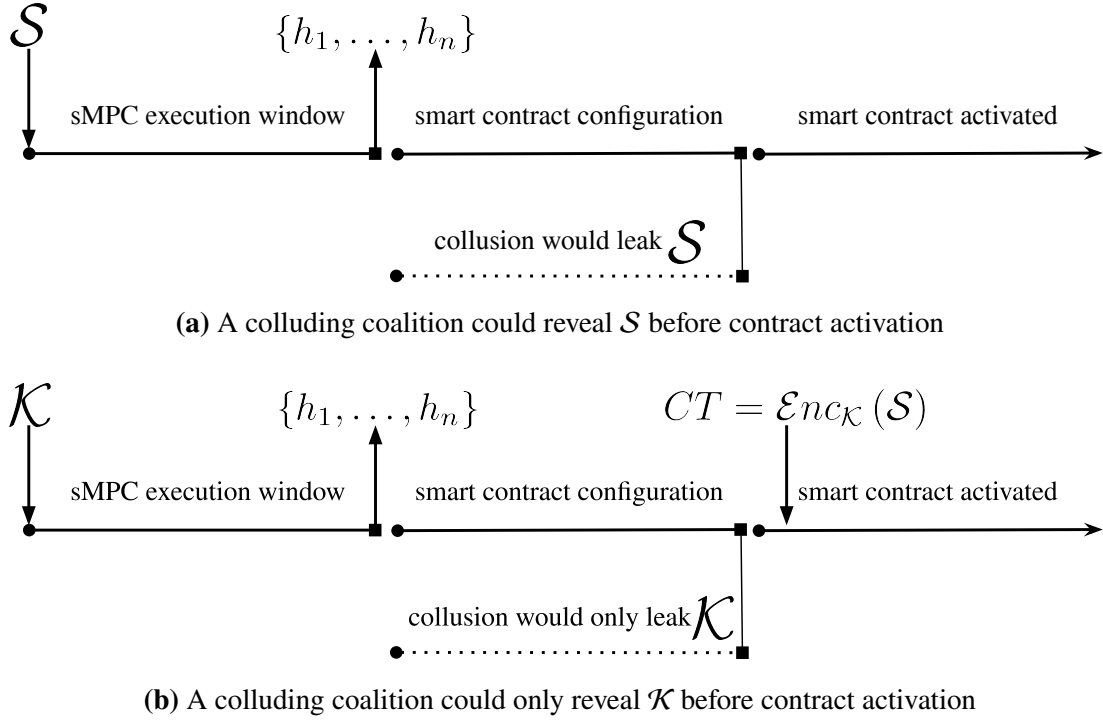 𝒮 {h₁, . . . , hₙ}
sMPC execution window smart contract configuration smart contract activated
collusion would leak 𝒮
(a) A colluding coalition could reveal 𝒮 before contract activation
𝒦 {h₁, . . . , hₙ} CT = ℰnc_𝒦 (𝒮)
sMPC execution window smart contract configuration smart contract activated
collusion would only leak 𝒦
(b) A colluding coalition could only reveal 𝒦 before contract activation